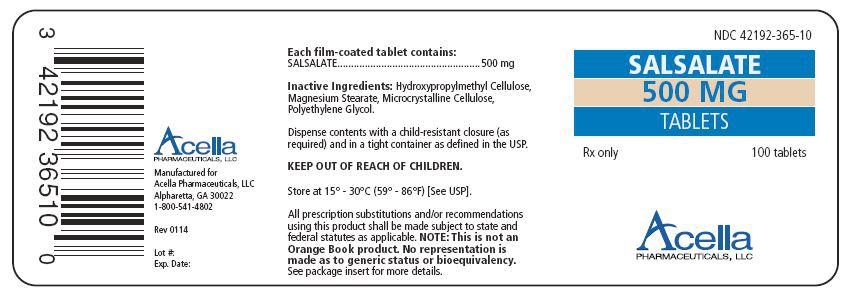 3 42192 36510 0
Acella
PHARMACEUTICALS, LLC
Manufactured for
Acella Pharmaceuticals, LLC
Alpharetta, GA 30022
1-800-541-4802
Rev 0114
Lot #:
Exp. Date:
Each film-coated tablet contains:
SALSALATE....................................................500 mg
Inactive Ingredients: Hydroxypropylmethyl Cellulose,
Magnesium Stearate, Microcrystalline Cellulose,
Polyethylene Glycol.
Dispense contents with a child-resistant closure (as
required) and in a tight container as defined in the USP.
KEEP OUT OF REACH OF CHILDREN.
Store at 15° - 30°C (59° - 86°F) [See USP].
All prescription substitutions and/or recommendations
using this product shall be made subject to state and
federal statutes as applicable. NOTE: This is not an
Orange Book product. No representation is
made as to generic status or bioequivalency.
See package insert for more details.
NDC 42192-365-10
SALSALATE
500 MG
TABLETS
Rx only 100 tablets
Acella
PHARMACEUTICALS, LLC